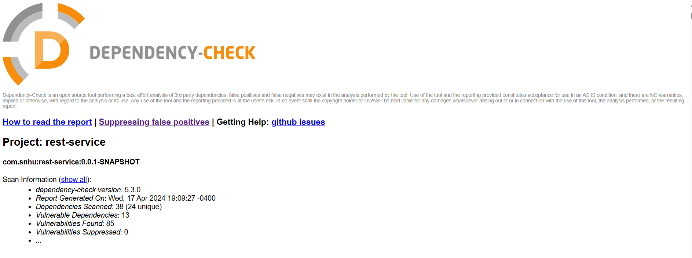 D
DEPENDENCY-CHECK
Dependency-Check is an open source tool performing a best effort analysis of 3rd party dependencies; false positives and false negatives may exist in the analysis performed by the tool. Use of the tool and the reporting provided constitutes acceptance for use in an AS IS condition, and there are NO warranties,
implied or otherwise, with regard to the analysis or its use. Any use of the tool and the reporting provided is at the user's risk. In no event shall the copyright holder or OWASP be held liable for any damages whatsoever arising out of or in connection with the use of this tool, the analysis performed, or the resulting
report.
How to read the report | Suppressing false positives | Getting Help: github issues
Project: rest-service
com.snhu:rest-service:0.0.1-SNAPSHOT
Scan Information (show all):
• dependency-check version: 5.3.0
• Report Generated On: Wed, 17 Apr 2024 19:09:27 -0400
• Dependencies Scanned: 38 (24 unique)
• Vulnerable Dependencies: 13
• Vulnerabilities Found: 85
• Vulnerabilities Suppressed: 0
• ...